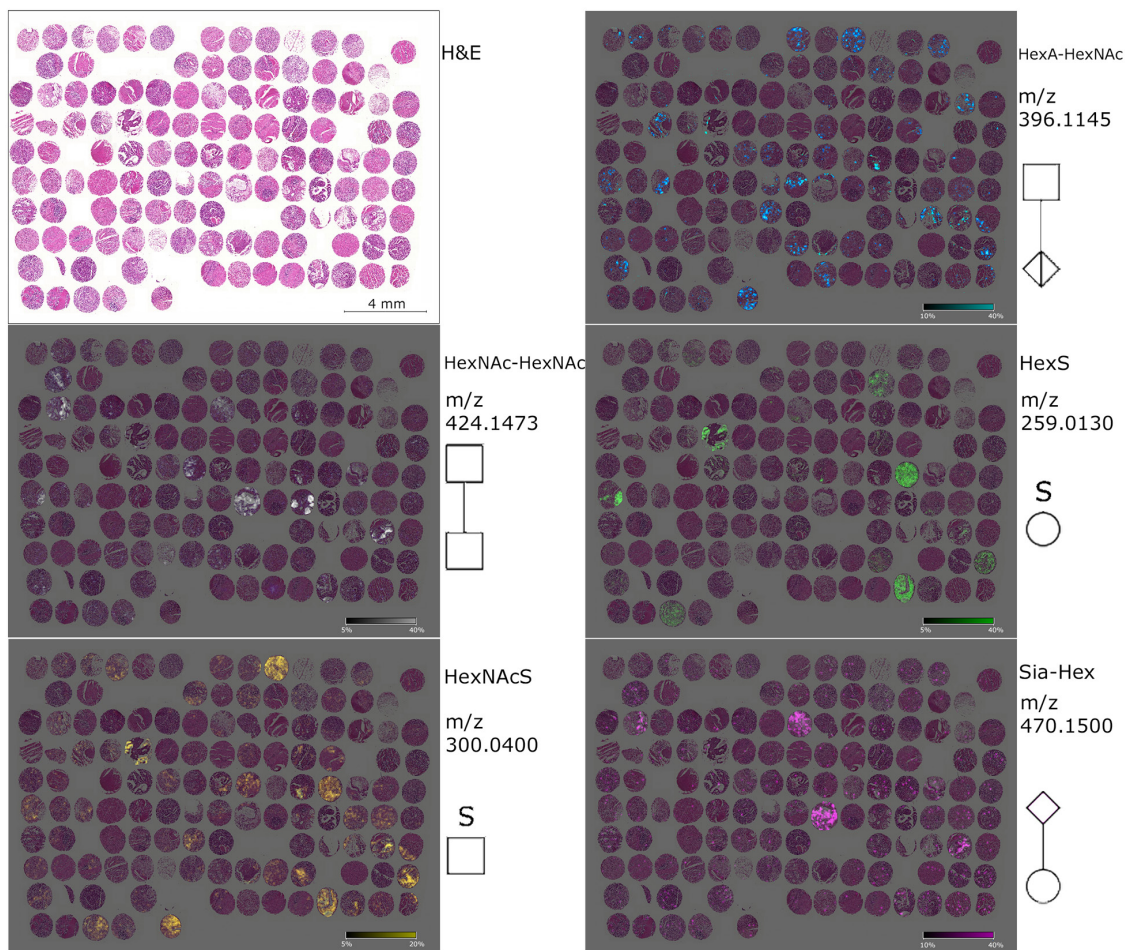 H&E
4 mm
HexA-HexNAc
m/z
396.1145
10% 40%
HexNAc-HexNAc
m/z
424.1473
5% 40%
HexS
m/z
259.0130
S
5% 40%
HexNAcS
m/z
300.0400
S
5% 20%
Sia-Hex
m/z
470.1500
10% 40%